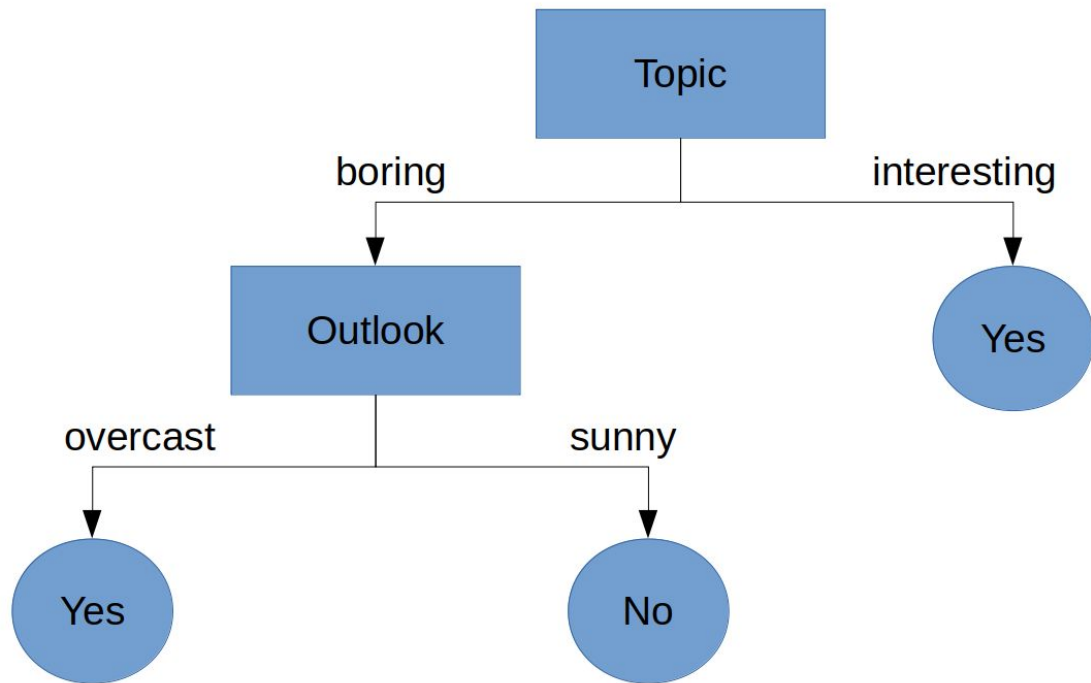 Topic
boring
interesting
Outlook
Yes
overcast
sunny
Yes
No